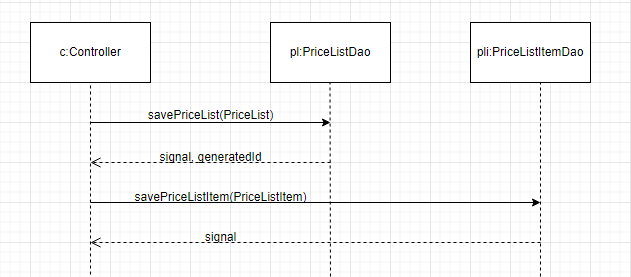 c:Controller
pl:PriceListDao
pli:PriceListItemDao
savePriceList(PriceList)
signal, generatedId
savePriceListItem(PriceListItem)
signal